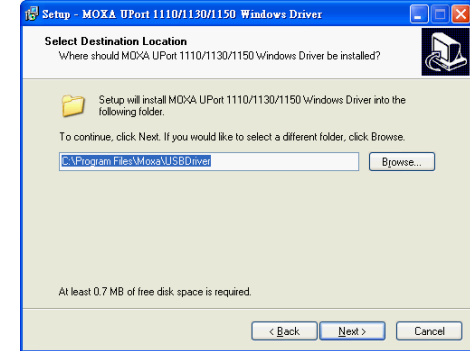 Setup - MOXA UPort 1110/1130/1150 Windows Driver
Select Destination Location
Where should MOXA UPort 1110/1130/1150 Windows Driver be installed?
Setup will install MOXA UPort 1110/1130/1150 Windows Driver into the
following folder.
To continue, click Next. If you would like to select a different folder, click Browse.
C:\Program Files\Moxa\USBDriver
Browse...
At least 0.7 MB of free disk space is required.
< Back
Next >
Cancel